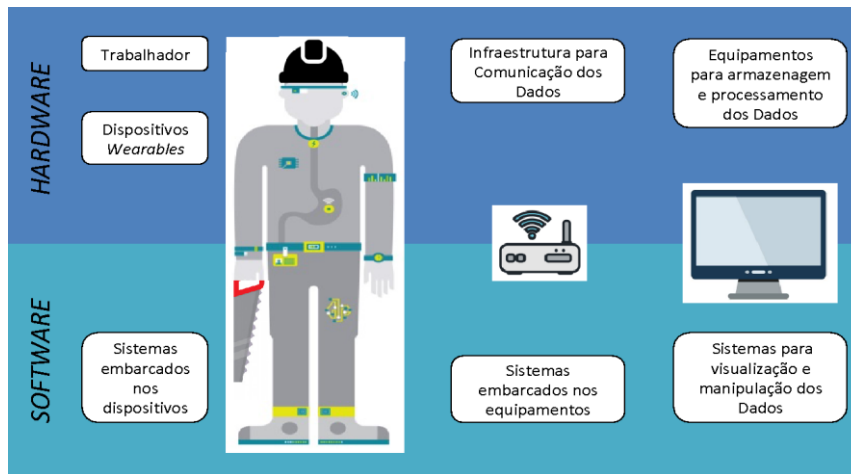 HARDWARE
Trabalhador
Dispositivos
Wearables
Infraestrutura para
Comunicação dos
Dados
Equipamentos
para armazenagem
e processamento
dos Dados
SOFTWARE
Sistemas
embarcados
nos
dispositivos
Sistemas
embarcados nos
equipamentos
Sistemas para
visualização e
manipulação dos
Dados